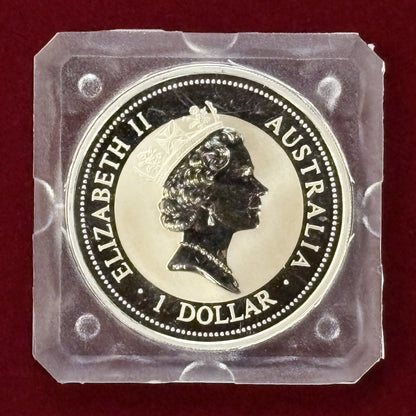 ELIZABETH II
AUSTRALIA
· 1 DOLLAR ·